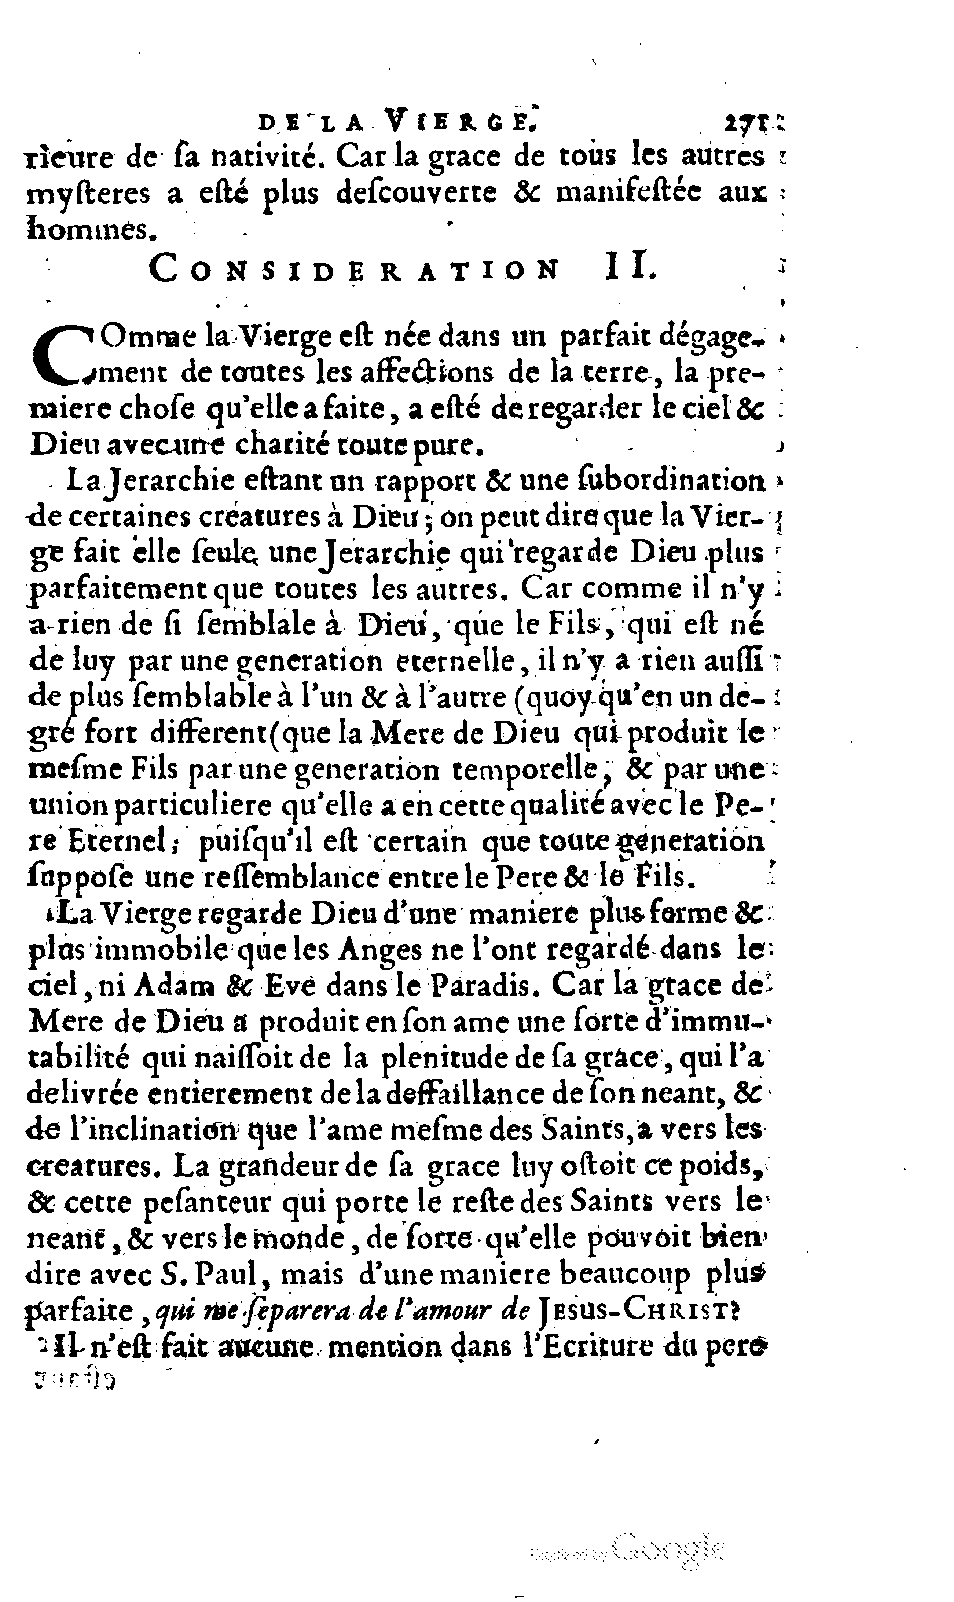 DE LA VIERGE. 271
rieure de ſa nativité. Car la grace de tous les autres
myſteres a eſté plus deſcouverte & manifeſtée aux
hommes.
CONSIDERATION II.
COmme la Vierge eſt née dans un parfait dégage-
ment de toutes les affections de la terre, la pre-
miere choſe qu'elle a faite, a eſté de regarder le ciel &
Dieu avec une charité toute pure.
La Jerarchie eſtant un rapport & une ſubordination
de certaines créatures à Dieu; on peut dire que la Vier-
ge fait elle ſeule une Jerarchie qui regarde Dieu plus
parfaitement que toutes les autres. Car comme il n'y
a rien de ſi ſemblale à Dieu, que le Fils, qui eſt né
de luy par une generation eternelle, il n'y a rien auſſi
de plus ſemblable à l'un & à l'autre (quoy qu'en un de-
gré fort different( que la Mere de Dieu qui produit le
meſme Fils par une generation temporelle, & par une
union particuliere qu'elle a en cette qualité avec le Pe-
re Eternel; puiſqu'il eſt certain que toute generation
ſuppoſe une reſſemblance entre le Pere & le Fils.
La Vierge regarde Dieu d'une maniere plus ferme &
plus immobile que les Anges ne l'ont regardé dans le
ciel, ni Adam & Eve dans le Paradis. Car la grace de
Mere de Dieu a produit en ſon ame une ſorte d'immu-
tabilité qui naiſſoit de la plenitude de ſa grace, qui l'a
delivrée entierement de la deffaillance de ſon neant, &
de l'inclination que l'ame meſme des Saints, a vers les
creatures. La grandeur de ſa grace luy oſtoit ce poids,
& cette peſanteur qui porte le reſte des Saints vers le
neant, & vers le monde, de ſorte qu'elle pouvoit bien
dire avec S. Paul, mais d'une maniere beaucoup plus
parfaite, qui me ſeparera de l'amour de JESUS-CHRIST?
Il n'eſt fait aucune mention dans l'Ecriture du pere
Google